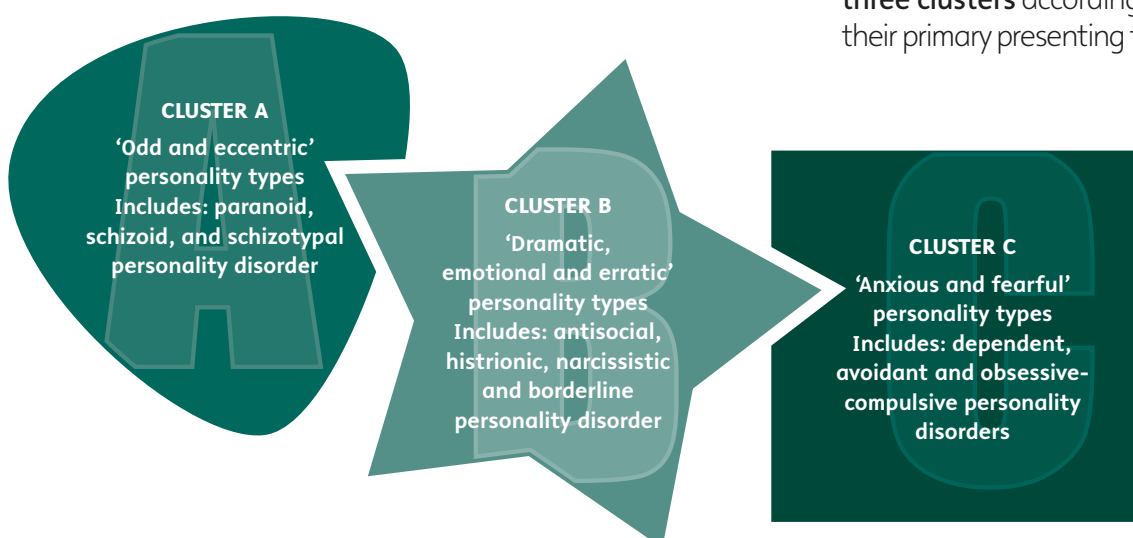 three clusters according
their primary presenting
CLUSTER A
‘Odd and eccentric’
personality types
Includes: paranoid,
schizoid, and schizotypal
personality disorder
CLUSTER B
‘Dramatic,
emotional and erratic’
personality types
Includes: antisocial,
histrionic, narcissistic
and borderline
personality disorder
CLUSTER C
‘Anxious and fearful’
personality types
Includes: dependent,
avoidant and obsessive-
compulsive personality
disorders
A
B
C